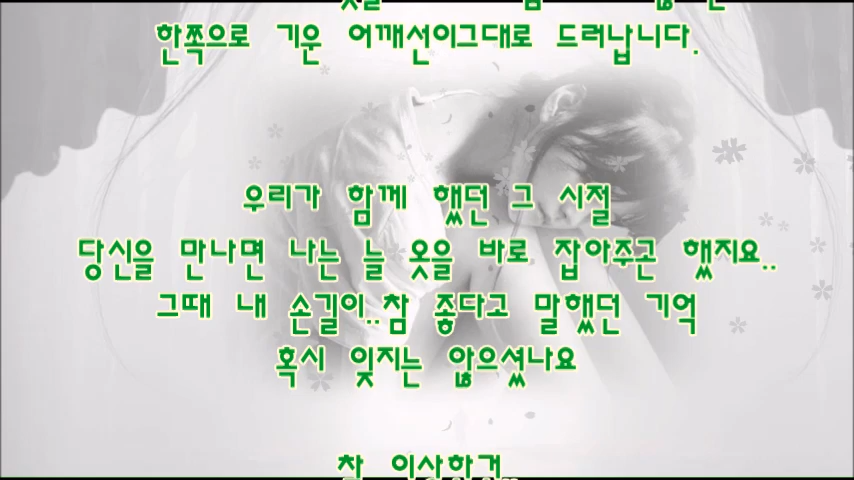 한쪽으로 기운 어깨선이그대로 드러납니다.
우리가 함께 했던 그 시절
당신을 만나면 나는 늘 옷을 바로 잡아주곤 했지요..
그때 내 손길이..참 좋다고 말했던 기억
혹시 잊지는 않으셨나요
참 이상하게